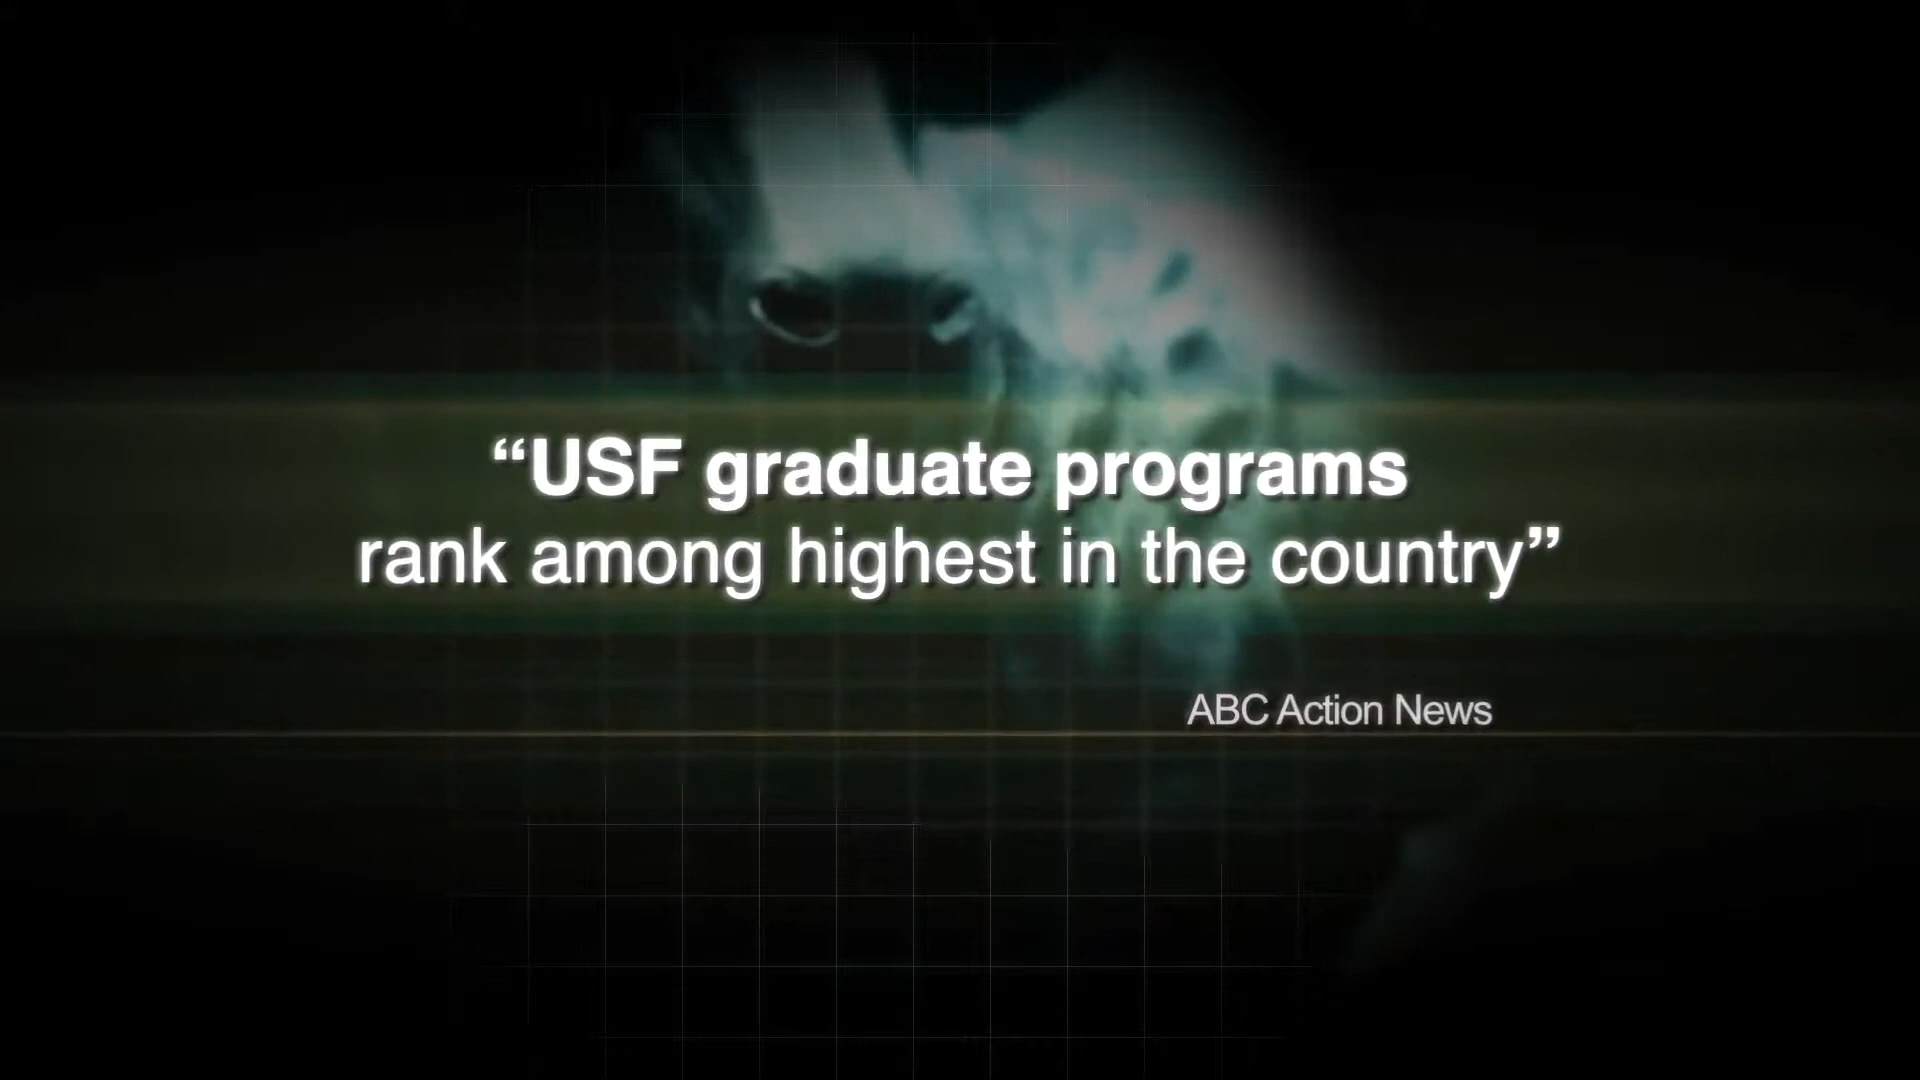 “USF graduate programs
rank among highest in the country”
ABC Action News